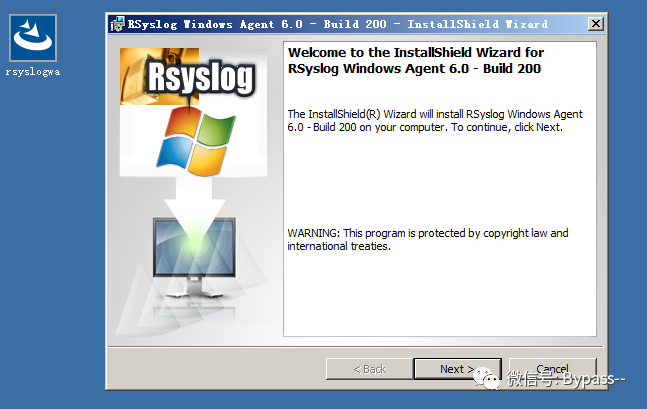 RSyslog Windows Agent 6.0 - Build 200 - InstallShield Wizard
rsyslogwa
Rsyslog
Welcome to the InstallShield Wizard for
RSyslog Windows Agent 6.0 - Build 200
The InstallShield(R) Wizard will install RSyslog Windows Agent
6.0 - Build 200 on your computer. To continue, click Next.
WARNING: This program is protected by copyright law and
international treaties.
< Back
Next >
Cancel
微信号: Bypass--